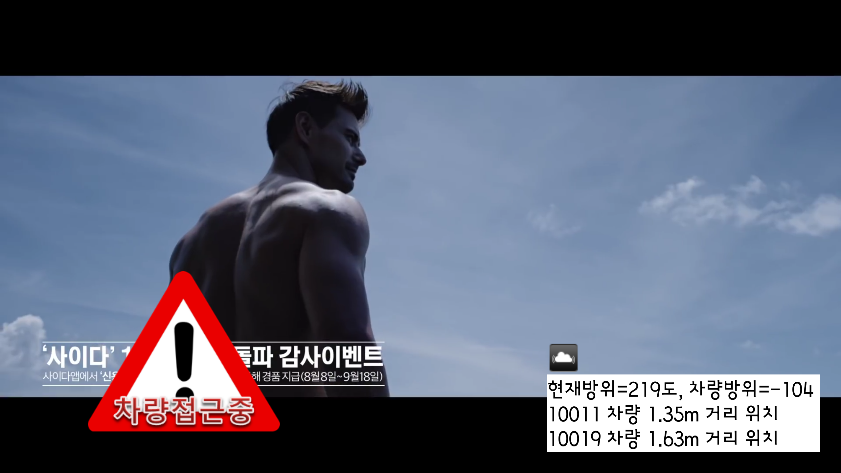 '사이다' 돌파 감사이벤트
사이다앱에서 경품 지급(8월8일~9월18일)
차량접근중
현재방위=219도, 차량방위=-104
10011 차량 1.35m 거리 위치
10019 차량 1.63m 거리 위치